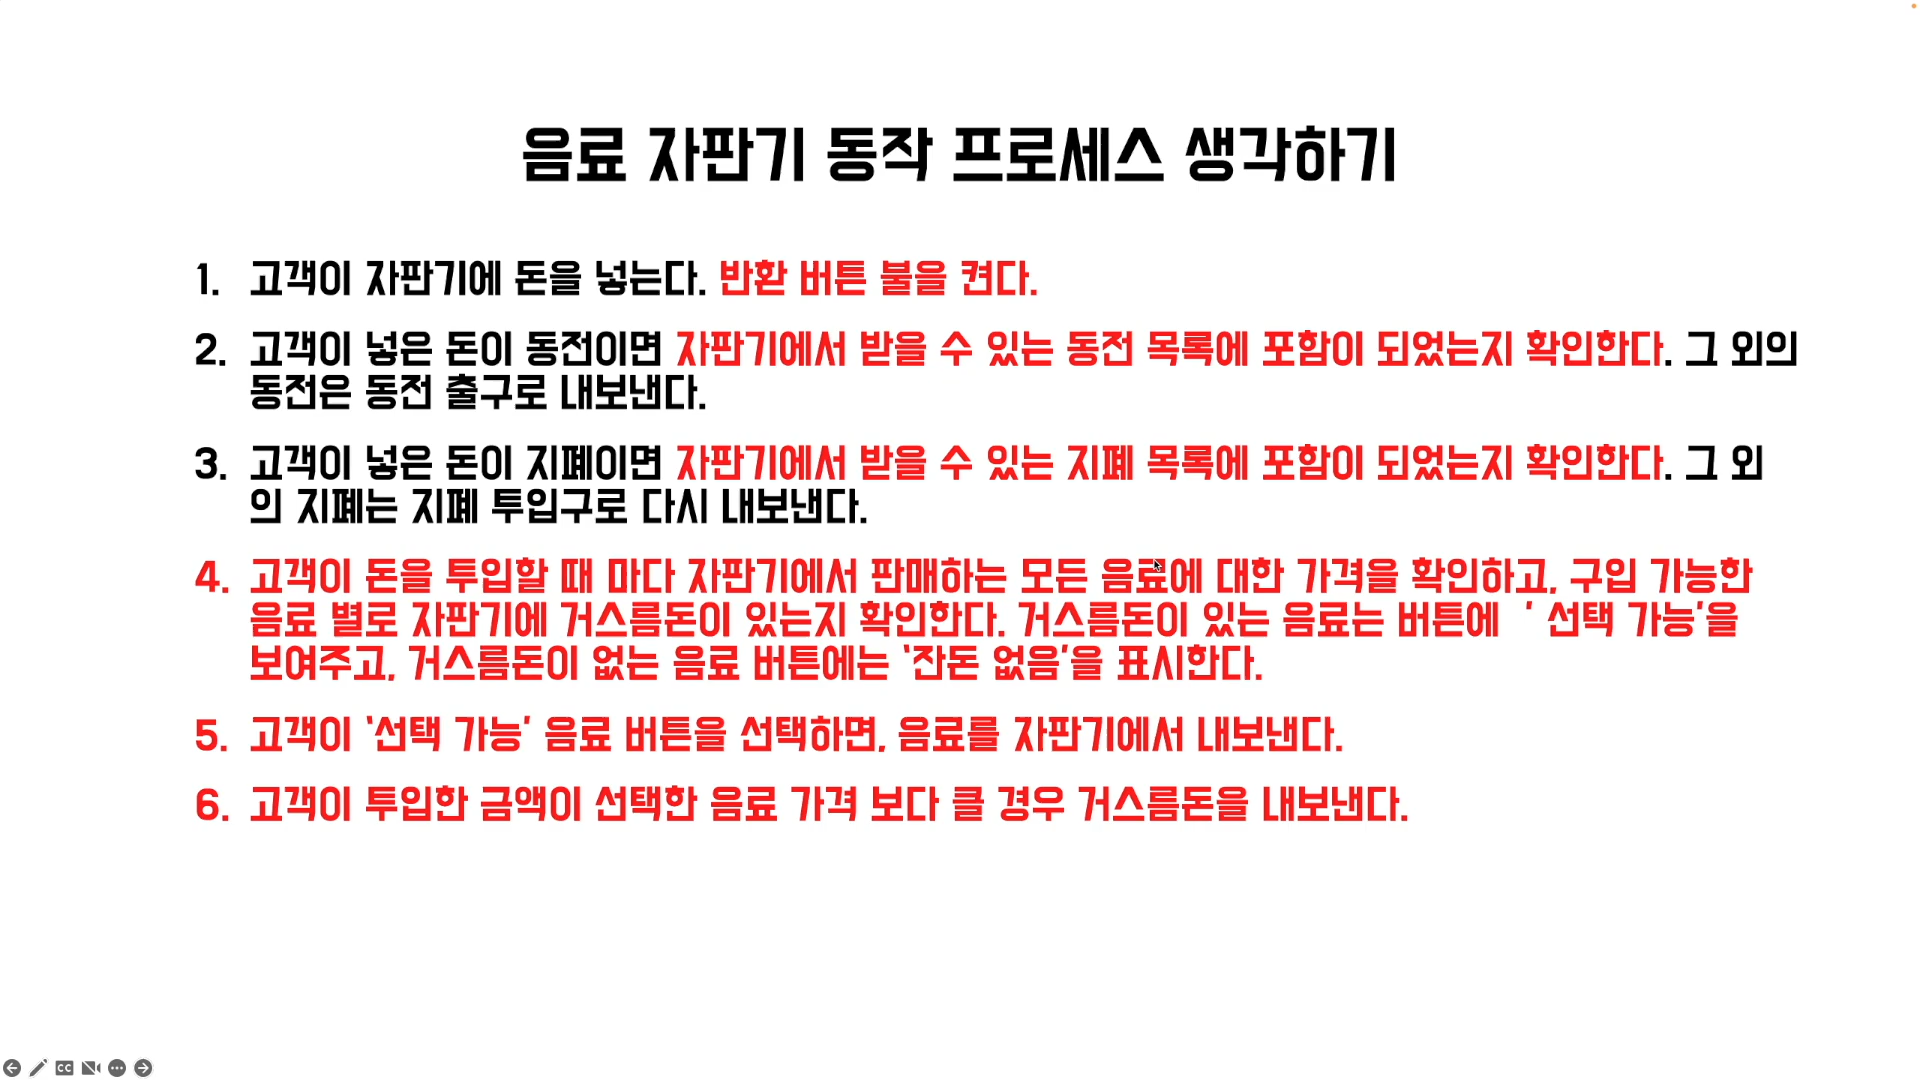 음료 자판기 동작 프로세스 생각하기
1. 고객이 자판기에 돈을 넣는다. 반환 버튼 불을 켠다.
2. 고객이 넣은 돈이 동전이면 자판기에서 받을 수 있는 동전 목록에 포함이 되었는지 확인한다. 그 외의
동전은 동전 출구로 내보낸다.
3. 고객이 넣은 돈이 지폐이면 자판기에서 받을 수 있는 지폐 목록에 포함이 되었는지 확인한다. 그 외
의 지폐는 지폐 투입구로 다시 내보낸다.
4. 고객이 돈을 투입할 때 마다 자판기에서 판매하는 모든 음료에 대한 가격을 확인하고, 구입 가능한
음료 별로 자판기에 거스름돈이 있는지 확인한다. 거스름돈이 있는 음료는 버튼에 ’ 선택 가능’을
보여주고, 거스름돈이 없는 음료 버튼에는 ‘잔돈 없음’을 표시한다.
5. 고객이 ‘선택 가능’ 음료 버튼을 선택하면, 음료를 자판기에서 내보낸다.
6. 고객이 투입한 금액이 선택한 음료 가격 보다 클 경우 거스름돈을 내보낸다.
CC